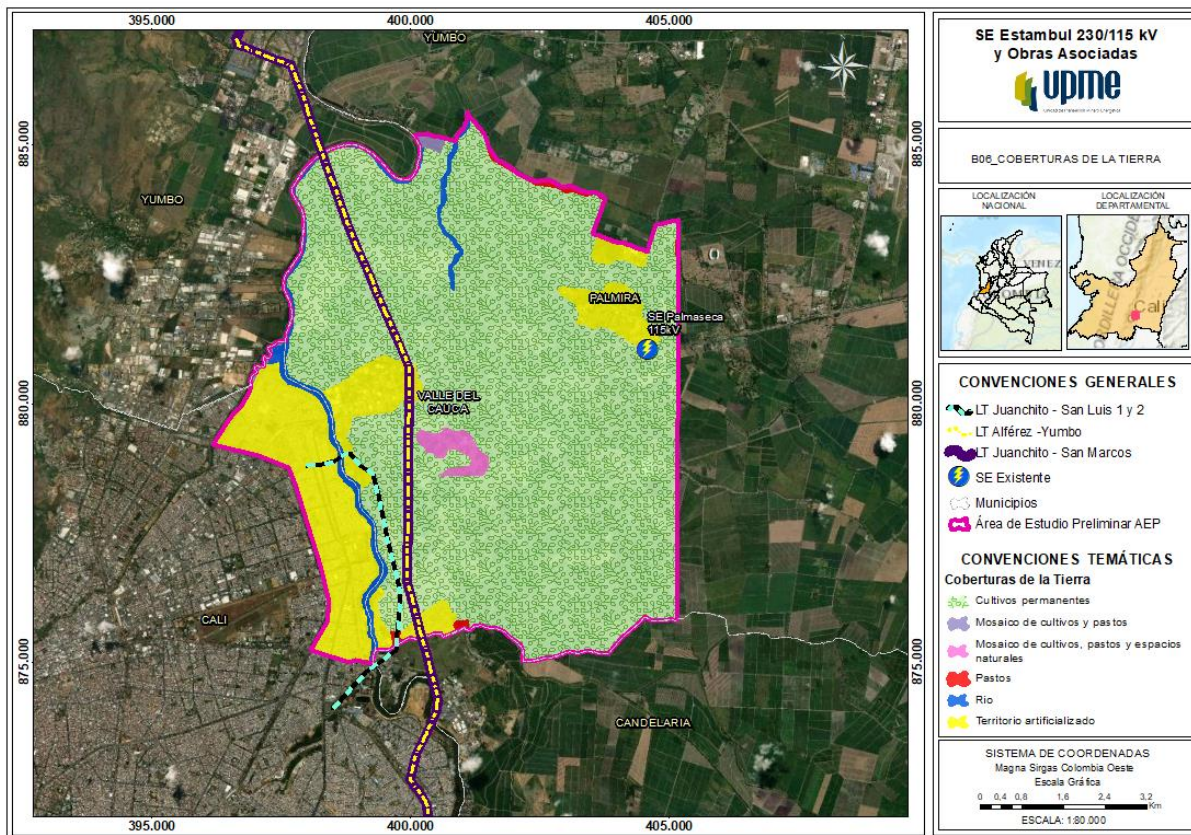 395.000 400.000 405.000
YUMBO
885.000 885.000
YUMBO
PALMIRA
SE Palmaseca
115kV
880.000 880.000
VALLE DEL
CAUCA
CALI
875.000 875.000
CANDELARIA
395.000 400.000 405.000
SE Estambul 230/115 kV
y Obras Asociadas
upme
B06_COBERTURAS DE LA TIERRA
LOCALIZACIÓN
NACIONAL
LOCALIZACIÓN
DEPARTAMENTAL
VENEZ
Cali
CONVENCIONES GENERALES
LT Juanchito - San Luis 1 y 2
LT Alférez -Yumbo
LT Juanchito - San Marcos
SE Existente
Municipios
Área de Estudio Preliminar AEP
CONVENCIONES TEMÁTICAS
Coberturas de la Tierra
Cultivos permanentes
Mosaico de cultivos y pastos
Mosaico de cultivos, pastos y espacios
naturales
Pastos
Rio
Territorio artificializado
SISTEMA DE COORDENADAS
Magna Sirgas Colombia Oeste
Escala Gráfica
0 0,4 0,8 1,6 2,4 3,2
Km
ESCALA: 1:80.000